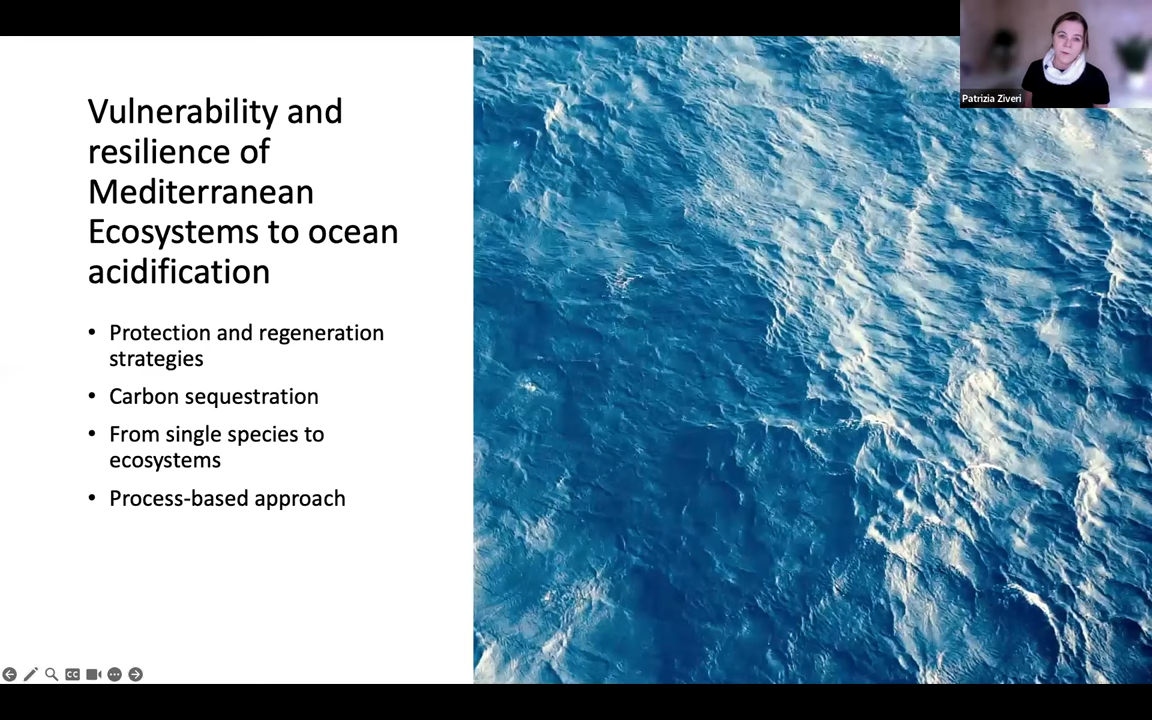 Vulnerability and
resilience of
Mediterranean
Ecosystems to ocean
acidification
• Protection and regeneration
strategies
• Carbon sequestration
• From single species to
ecosystems
• Process-based approach
Patrizia Ziveri
CC